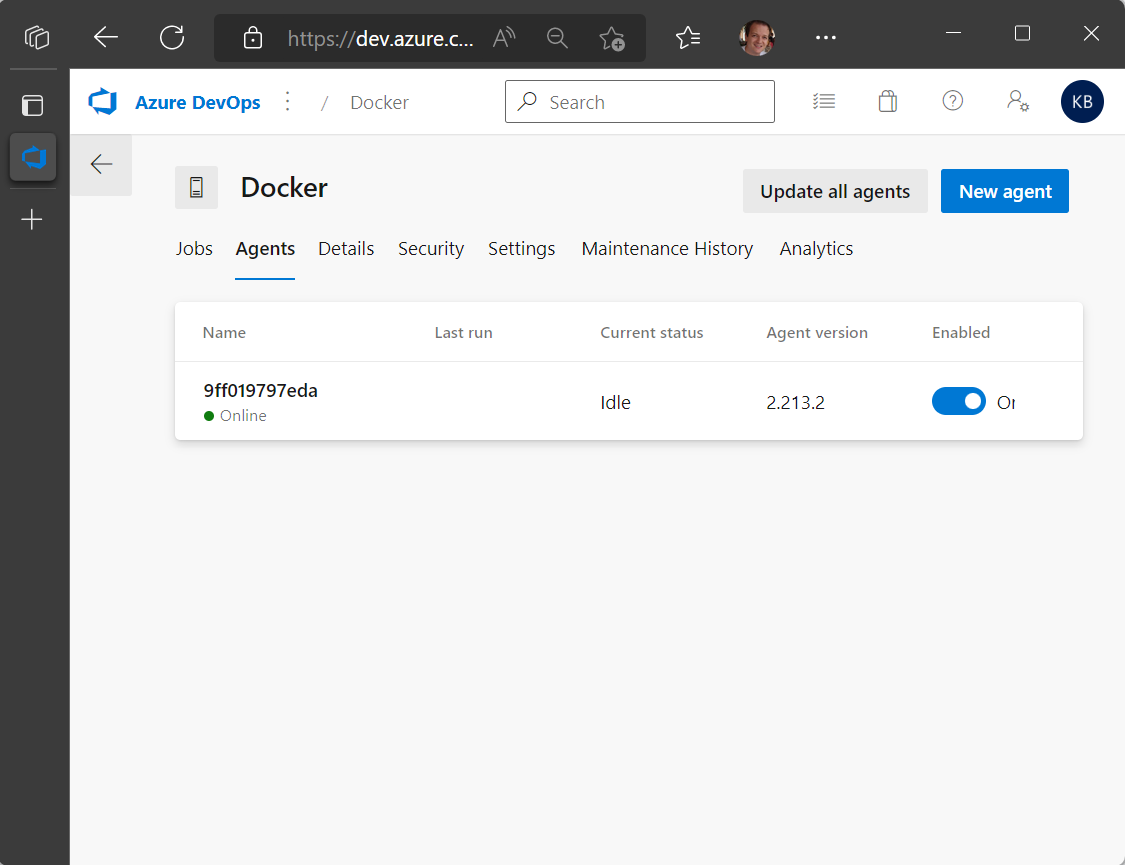 https://dev.azure.c...
Azure DevOps / Docker
Search
KB
Docker
Update all agents
New agent
Jobs Agents Details Security Settings Maintenance History Analytics
Name Last run Current status Agent version Enabled
9ff019797eda
Online
Idle 2.213.2